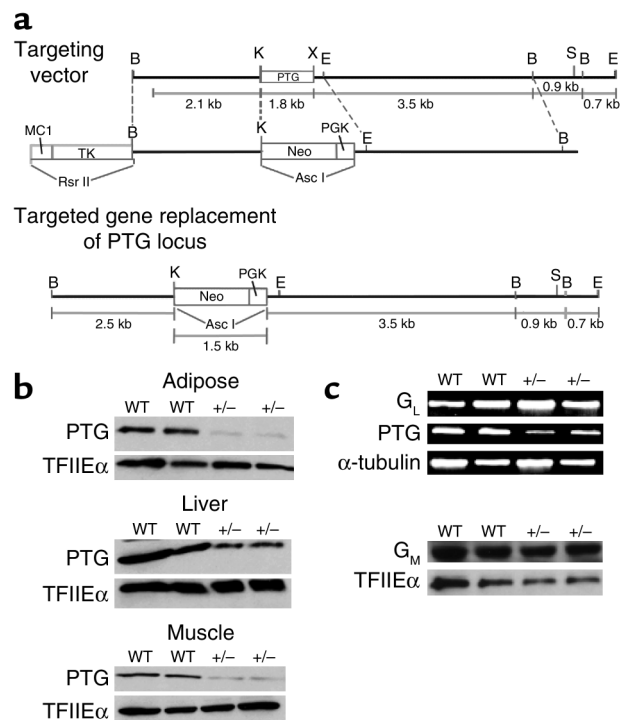 a
Targeting
vector
B K X E B S B E
PTG
0.9 kb
2.1 kb 1.8 kb 3.5 kb 0.7 kb
MC1 B K PGK E B
TK Neo
Rsr II Asc I
Targeted gene replacement
of PTG locus
B K PGK E B S B E
Neo
2.5 kb Asc I 3.5 kb 0.9 kb 0.7 kb
1.5 kb
b
Adipose
WT WT +/– +/–
PTG
TFIIEα
Liver
WT WT +/– +/–
PTG
TFIIEα
Muscle
WT WT +/– +/–
PTG
TFIIEα
c
WT WT +/– +/–
GL
PTG
α-tubulin
WT WT +/– +/–
GM
TFIIEα